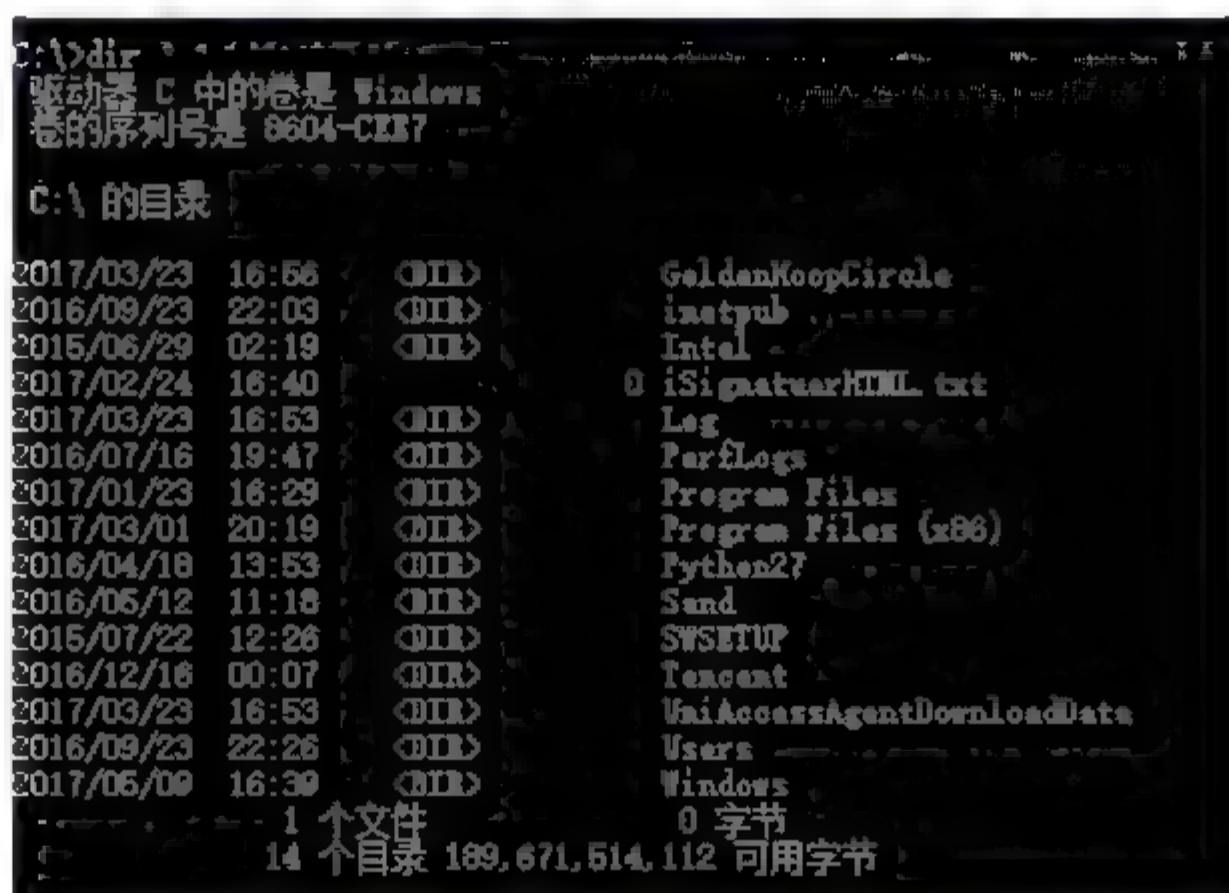 C:\>dir
驱动器 C 中的卷是 Windows
卷的序列号是
C:\ 的目录
2017/03/23 16:56 <DIR> GoldenKoopCircle
2016/09/23 22:03 <DIR> inetpub
2015/06/29 02:19 <DIR> Intel
2017/02/24 16:40 0 iSignatuarHTML.txt
2017/03/23 16:53 <DIR> Log
2016/07/16 19:47 <DIR> PerfLogs
2017/01/23 16:29 <DIR> Program Files
2017/03/01 20:19 <DIR> Program Files (x86)
2016/04/18 13:53 <DIR> Python27
2016/05/12 11:18 <DIR> Sand
2015/07/22 12:26 <DIR> SWSETUP
2016/12/16 00:07 <DIR> Tencent
2017/03/23 16:53 <DIR> UniAccessAgentDownloadData
2016/09/23 22:26 <DIR> Users
2017/05/09 16:39 <DIR> Windows
1 个文件 0 字节
14 个目录 189,671,514,112 可用字节